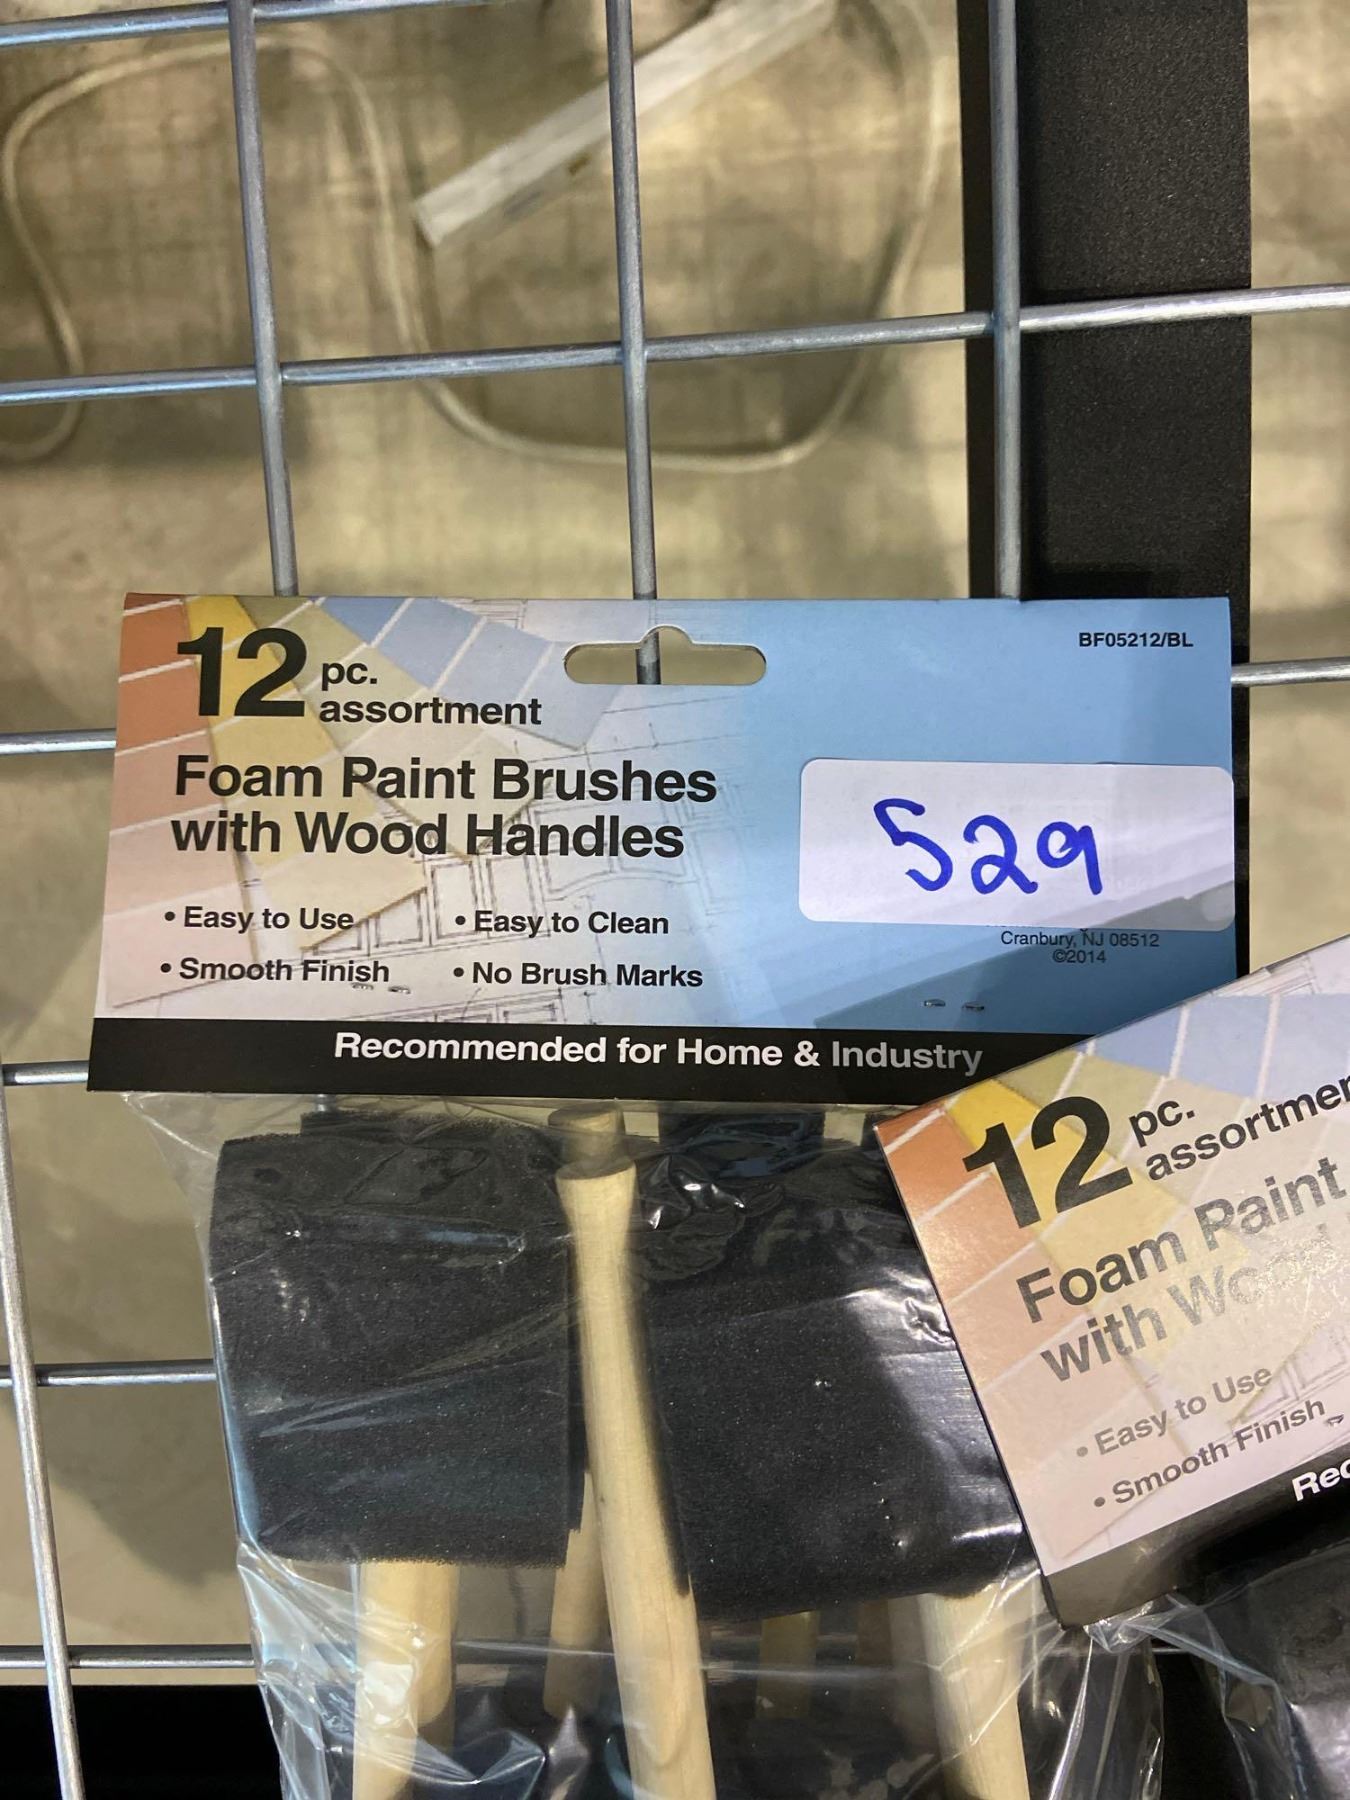 12 pc.
assortment
BF05212/BL
Foam Paint Brushes
with Wood Handles
529
• Easy to Use
• Easy to Clean
• Smooth Finish
• No Brush Marks
Cranbury, NJ 08512
©2014
Recommended for Home & Industry
12 pc.
Foam Paint
with
• Easy to Use
• Smooth Finish